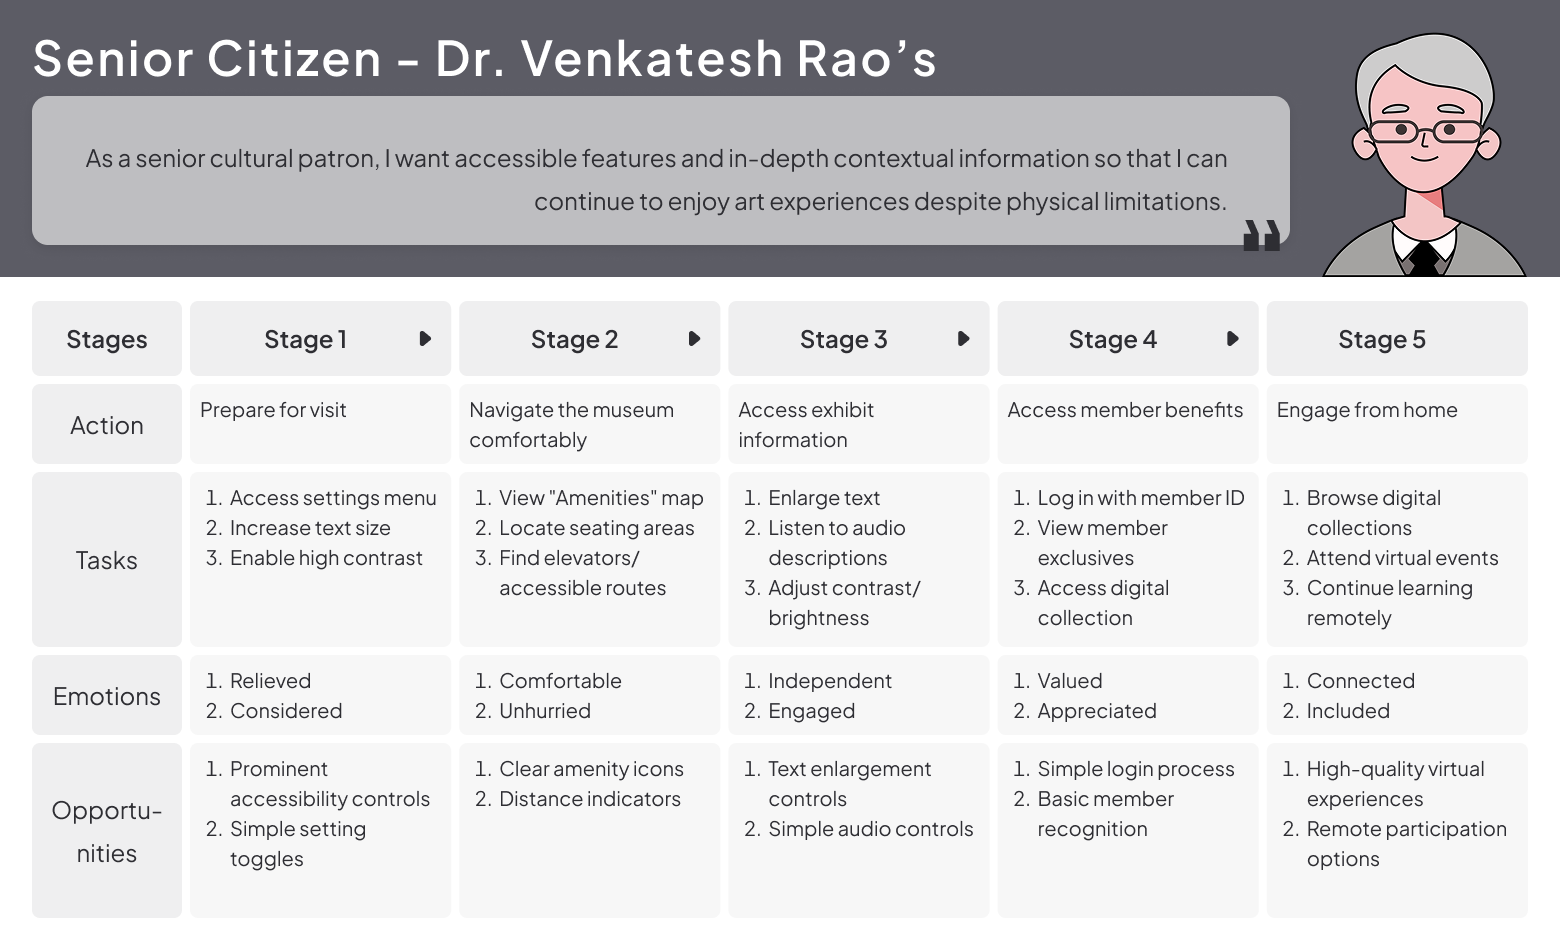 Senior Citizen – Dr. Venkatesh Rao’s
As a senior cultural patron, I want accessible features and in-depth contextual information so that I can
continue to enjoy art experiences despite physical limitations.
"
Stages
Stage 1
Stage 2
Stage 3
Stage 4
Stage 5
Action
Prepare for visit
Navigate the museum
comfortably
Access exhibit
information
Access member benefits
Engage from home
Tasks
1. Access settings menu
2. Increase text size
3. Enable high contrast
1. View "Amenities" map
2. Locate seating areas
3. Find elevators/
accessible routes
1. Enlarge text
2. Listen to audio
descriptions
3. Adjust contrast/
brightness
1. Log in with member ID
2. View member
exclusives
3. Access digital
collection
1. Browse digital
collections
2. Attend virtual events
3. Continue learning
remotely
Emotions
1. Relieved
2. Considered
1. Comfortable
2. Unhurried
1. Independent
2. Engaged
1. Valued
2. Appreciated
1. Connected
2. Included
Opportu-
nities
1. Prominent
accessibility controls
2. Simple setting
toggles
1. Clear amenity icons
2. Distance indicators
1. Text enlargement
controls
2. Simple audio controls
1. Simple login process
2. Basic member
recognition
1. High-quality virtual
experiences
2. Remote participation
options